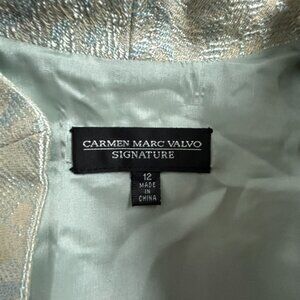 CARMEN MARC VALVO
SIGNATURE
12
MADE
IN
CHINA